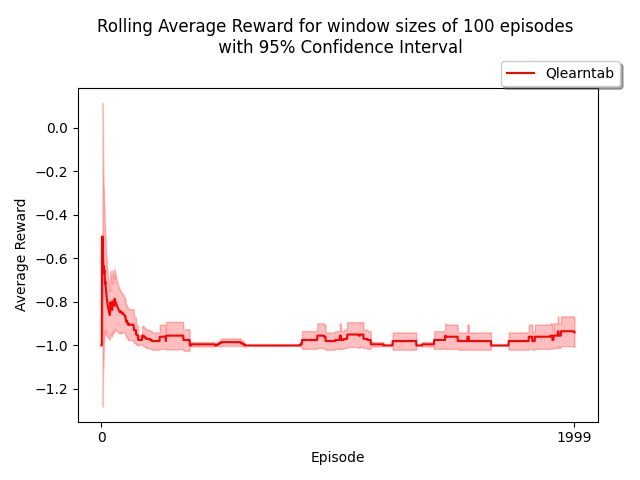 Rolling Average Reward for window sizes of 100 episodes
with 95% Confidence Interval
Qlearntab
0.0
−0.2
−0.4
−0.6
−0.8
−1.0
−1.2
Average Reward
0
1999
Episode